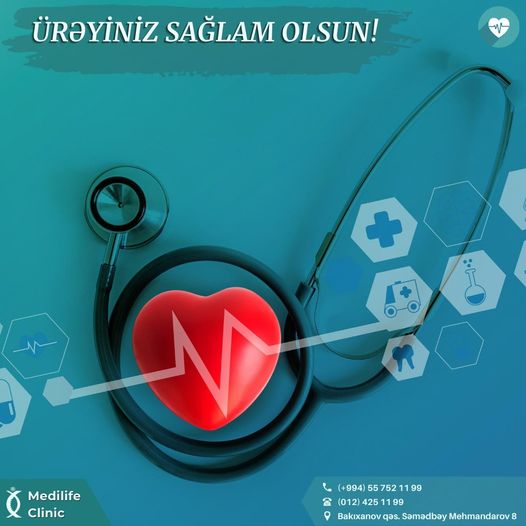 ÜRƏYİNİZ SAĞLAM OLSUN!
Medilife
Clinic
(+994) 55 752 11 99
(012) 425 11 99
Bakıxanov qəs. Səmədbəy Mehmandarov 8